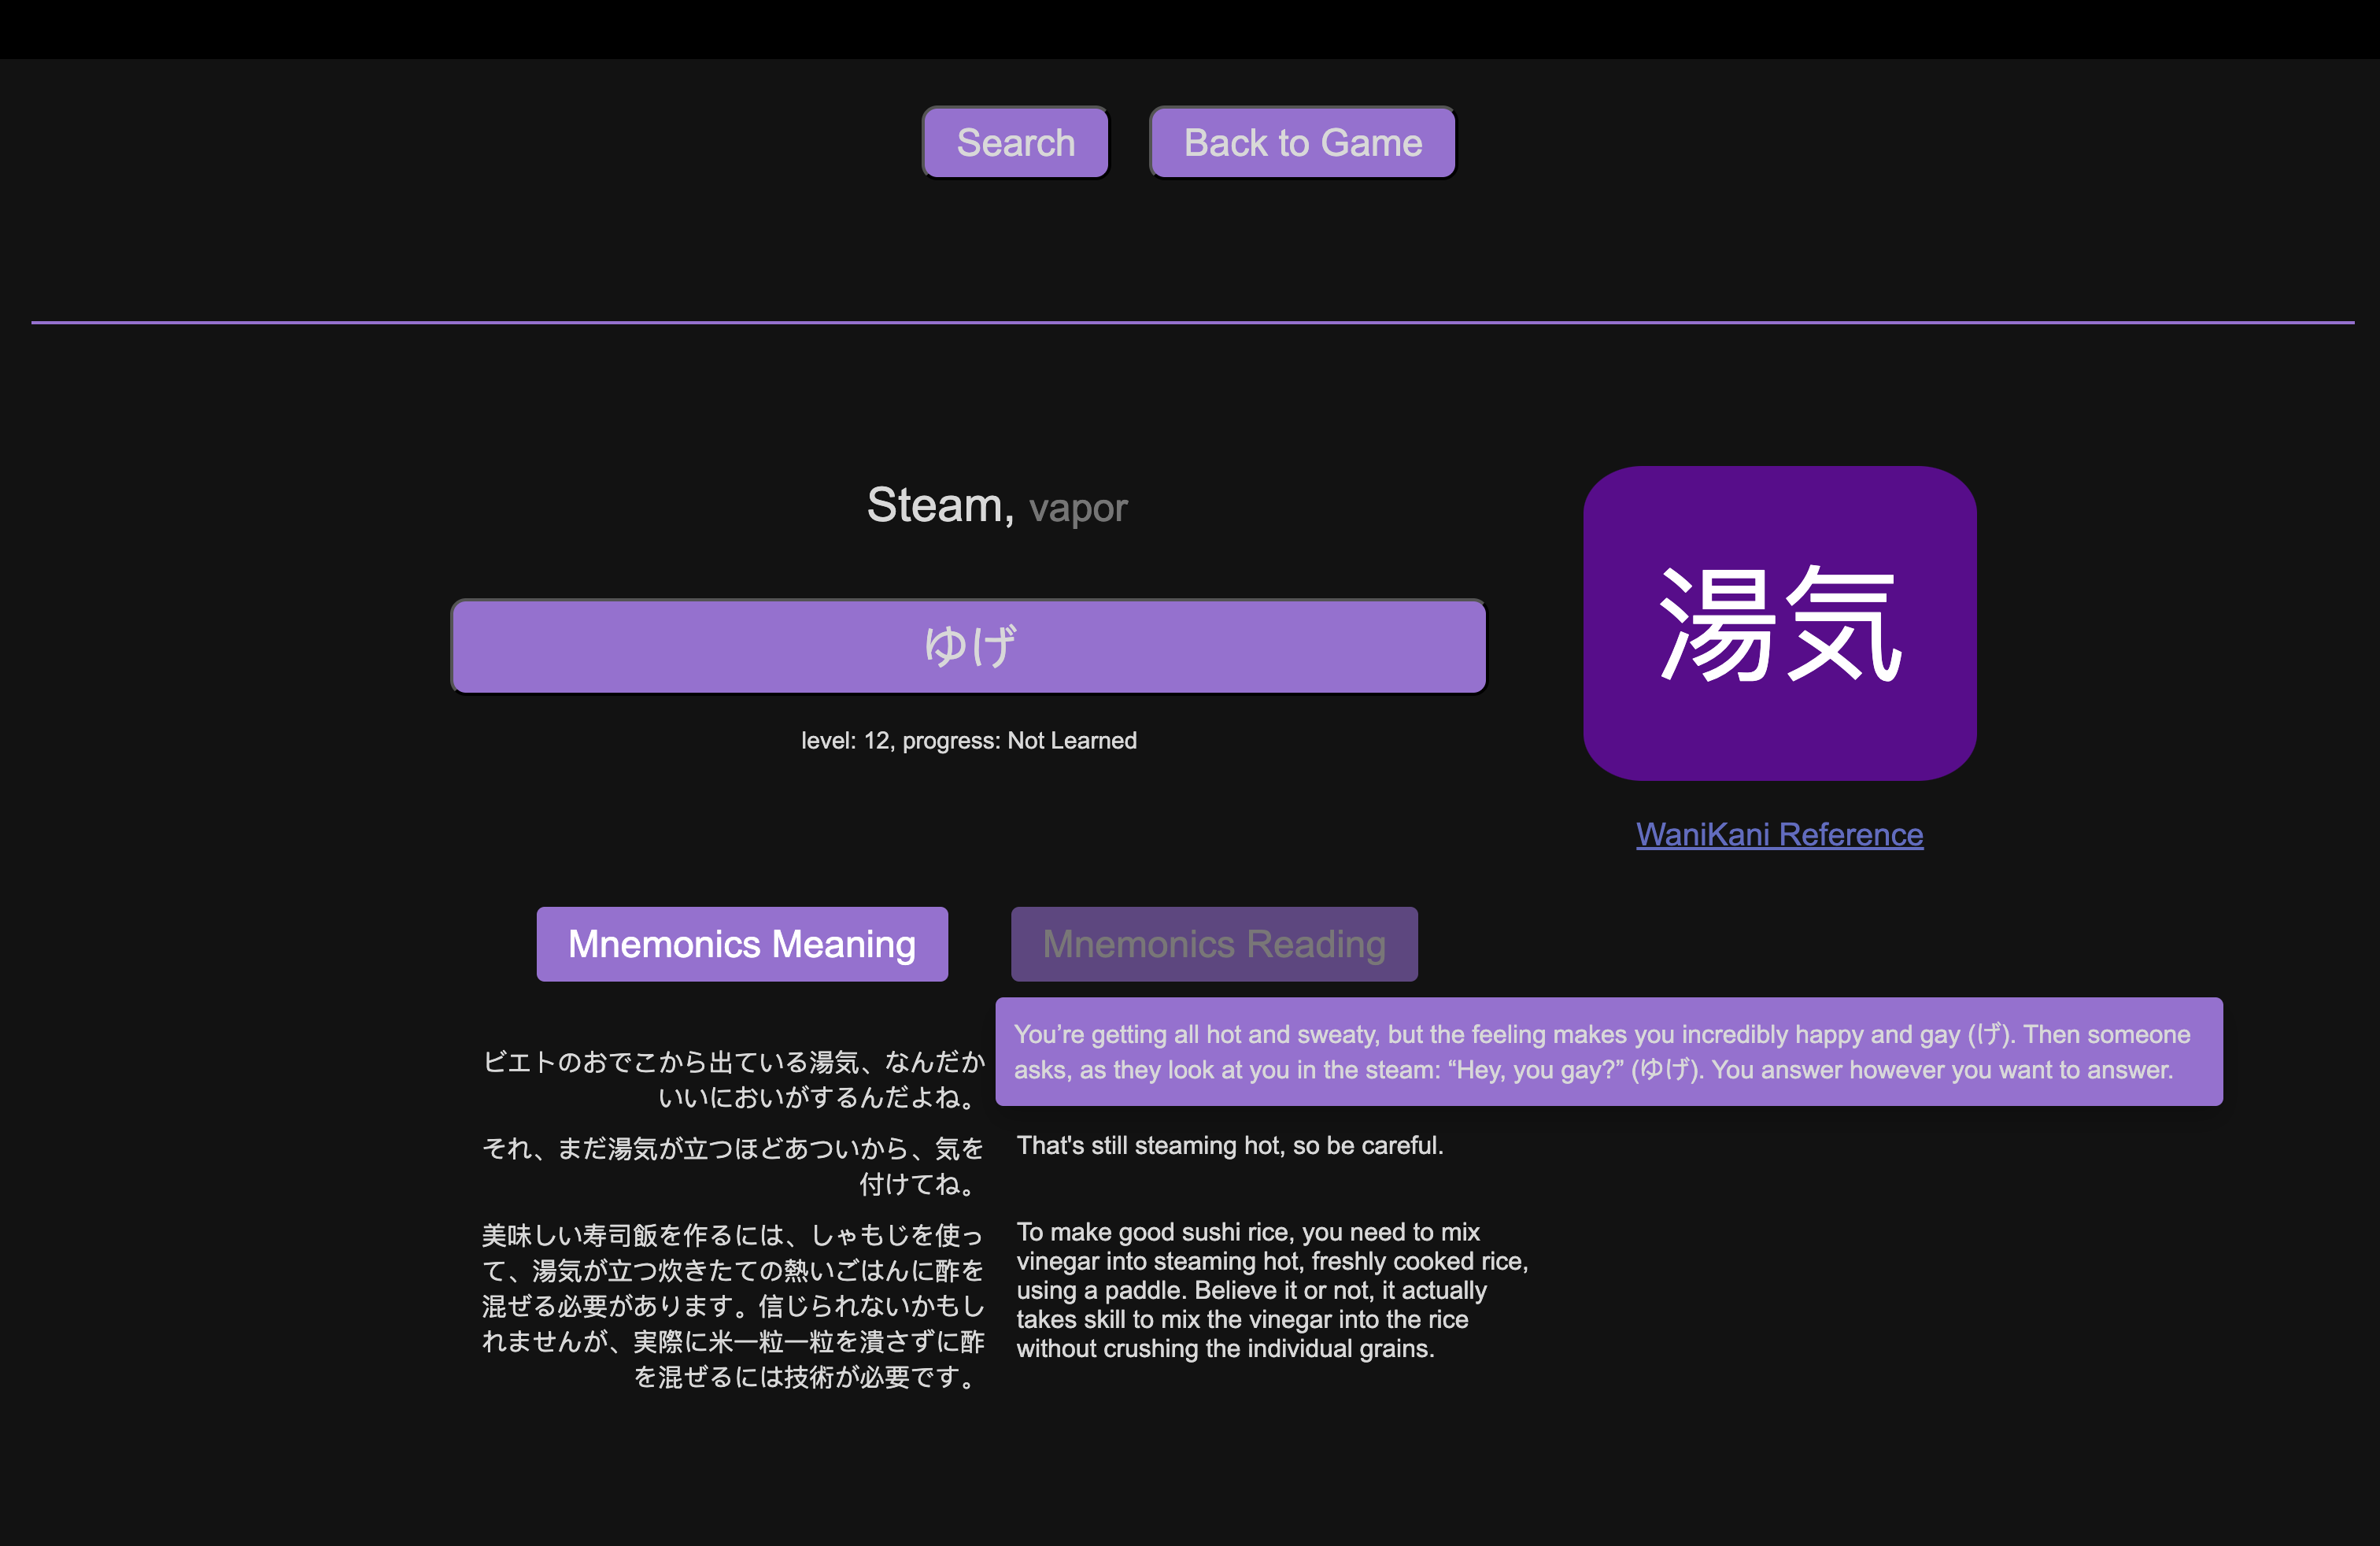 Search
Back to Game
Steam, vapor
ゆげ
level: 12, progress: Not Learned
湯気
WaniKani Reference
Mnemonics Meaning
Mnemonics Reading
You’re getting all hot and sweaty, but the feeling makes you incredibly happy and gay (げ). Then someone
asks, as they look at you in the steam: “Hey, you gay?” (ゆげ). You answer however you want to answer.
ビエトのおでこから出ている湯気、なんだか
いいにおいがするんだよね。
それ、まだ湯気が立つほどあついから、気を
付けてね。
That's still steaming hot, so be careful.
美味しい寿司飯を作るには、しゃもじを使っ
て、湯気が立つ炊きたての熱いごはんに酢を
混ぜる必要があります。信じられないかもし
れませんが、実際に米一粒一粒を潰さずに酢
を混ぜるには技術が必要です。
To make good sushi rice, you need to mix
vinegar into steaming hot, freshly cooked rice,
using a paddle. Believe it or not, it actually
takes skill to mix the vinegar into the rice
without crushing the individual grains.